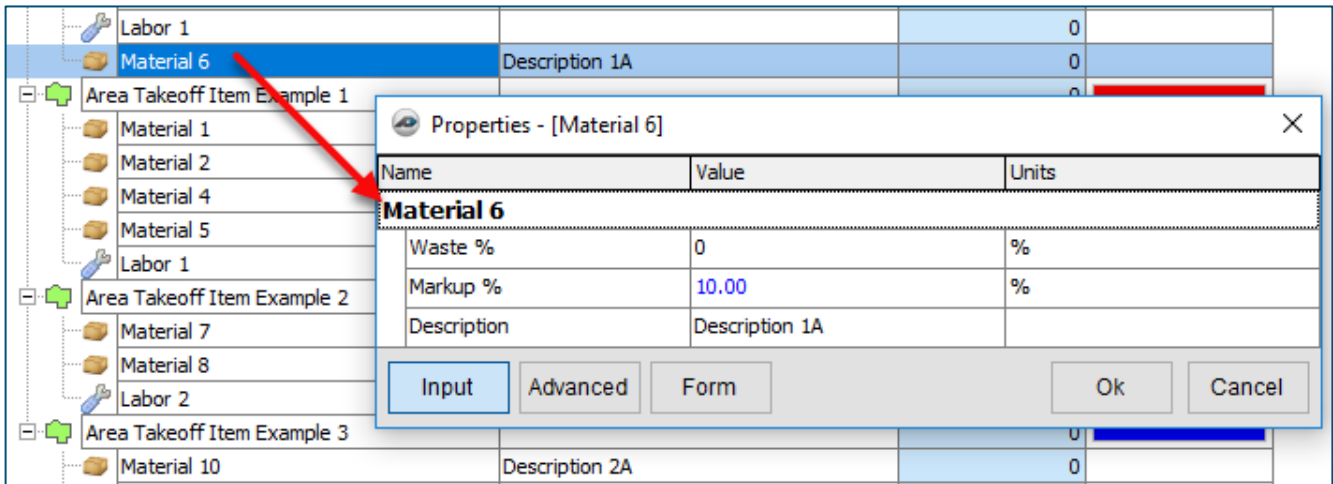 Labor 1 0
Material 6 Description 1A 0
Area Takeoff Item Example 1
Material 1
Material 2
Material 4
Material 5
Labor 1
Area Takeoff Item Example 2
Material 7
Material 8
Labor 2
Area Takeoff Item Example 3
Material 10 Description 2A 0
Properties - [Material 6]
Name Value Units
Material 6
Waste % 0 %
Markup % 10.00 %
Description Description 1A
Input Advanced Form Ok Cancel